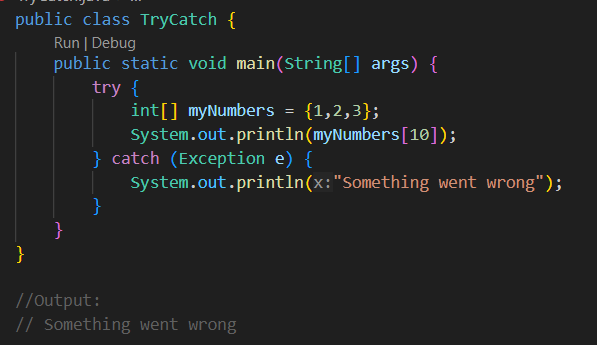 public class TryCatch {
Run | Debug
public static void main(String[] args) {
try {
int[] myNumbers = {1,2,3};
System.out.println(myNumbers[10]);
} catch (Exception e) {
System.out.println(x:"Something went wrong");
}
}
}
//Output:
// Something went wrong